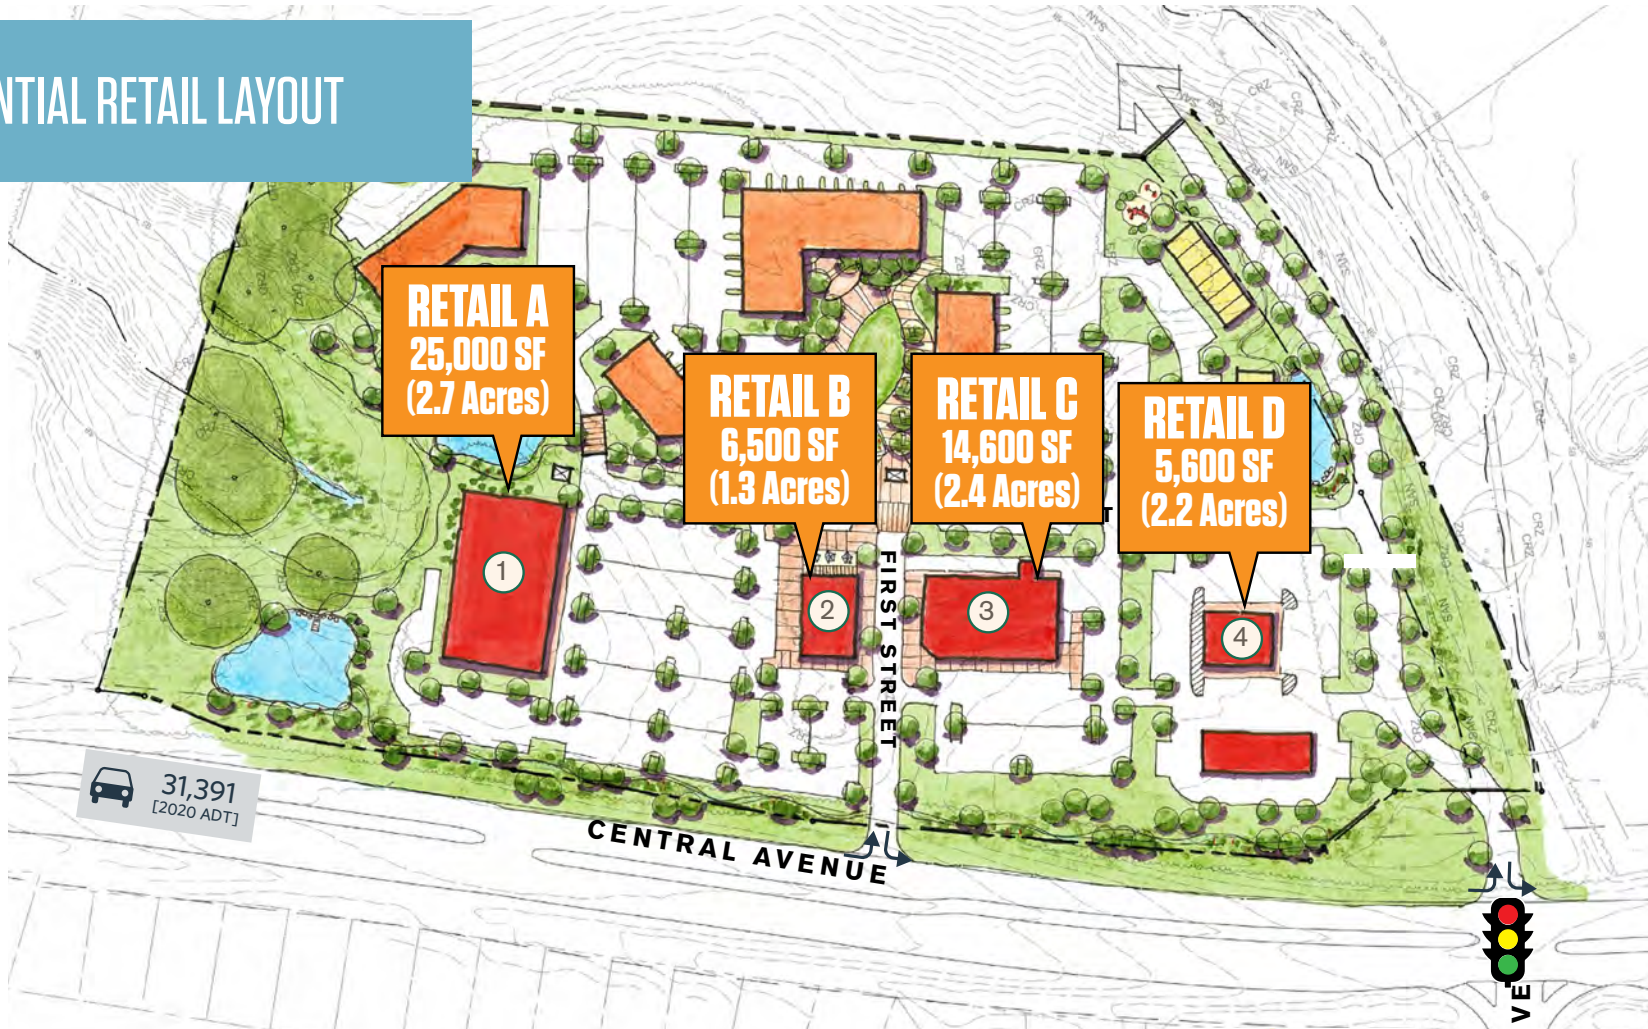 NTIAL RETAIL LAYOUT
RETAIL A
25,000 SF
(2.7 Acres)
RETAIL B
6,500 SF
(1.3 Acres)
RETAIL C
14,600 SF
(2.4 Acres)
RETAIL D
5,600 SF
(2.2 Acres)
T
1
2
3
4
FIRST STREET
31,391
[2020 ADT]
CENTRAL AVENUE
VE